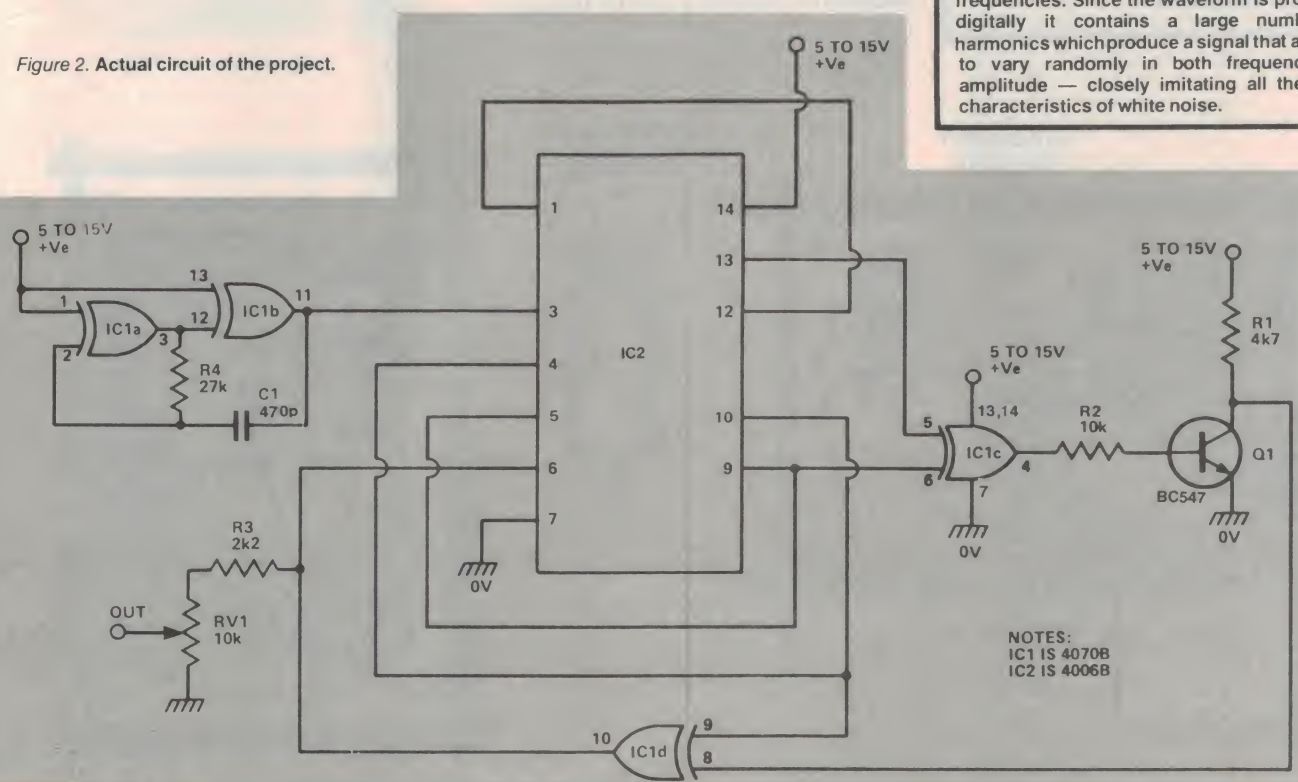 Figure 2. Actual circuit of the project.
frequencies. Since the waveform is pro
digitally it contains a large numb
harmonics which produce a signal that a
to vary randomly in both frequenc
amplitude — closely imitating all the
characteristics of white noise.
5 TO 15V
+Ve
1
14
13
12
3
4
5
6
7
10
9
IC2
0V
5 TO 15V
+Ve
13
1
2
IC1a
3
12
IC1b
11
R4
27k
C1
470p
R3
2k2
OUT
RV1
10k
5 TO 15V
+Ve
13,14
5
6
IC1c
4
7
0V
R2
10k
5 TO 15V
+Ve
R1
4k7
Q1
BC547
0V
NOTES:
IC1 IS 4070B
IC2 IS 4006B
10
IC1d
9
8